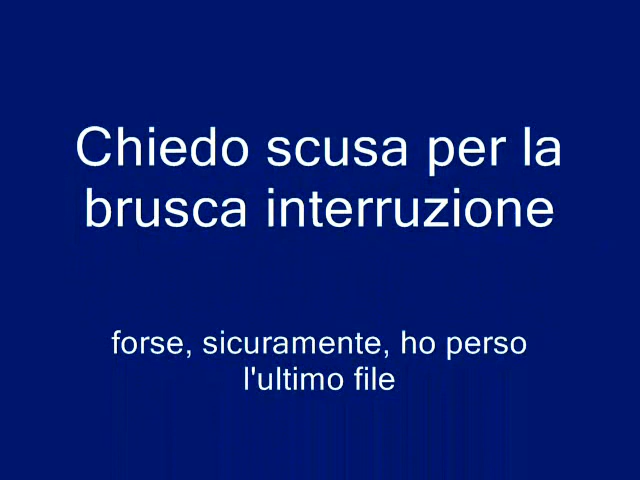 Chiedo scusa per la
brusca interruzione
forse, sicuramente, ho perso
l'ultimo file